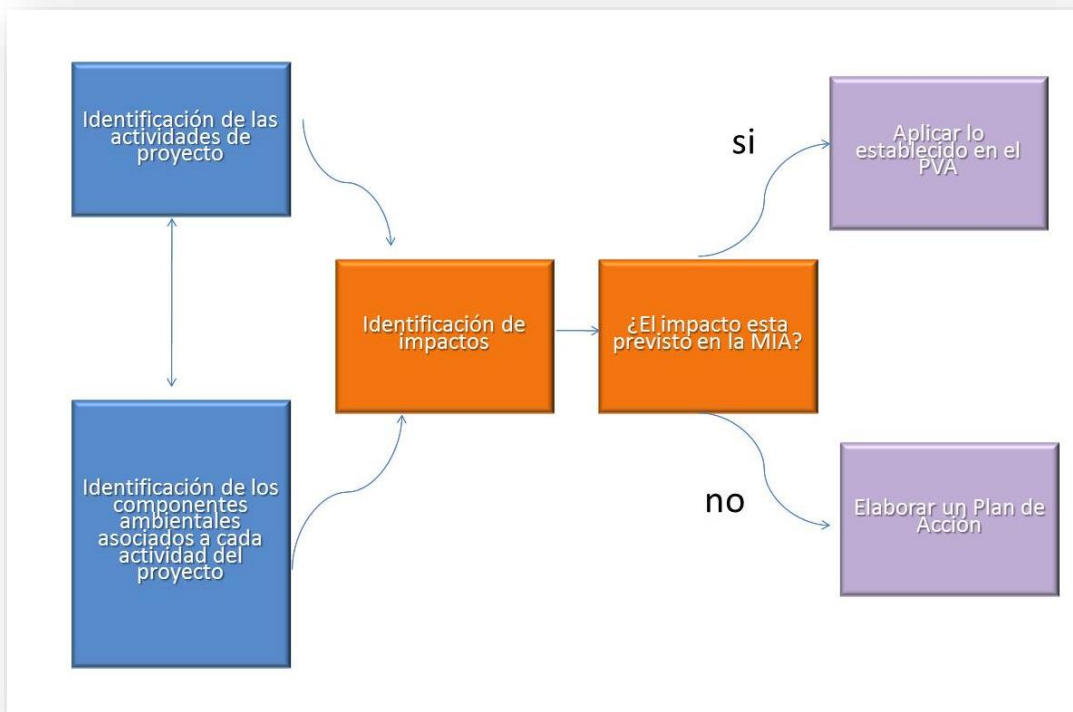 Identificación de las
actividades de
proyecto
Identificación de los
componentes
ambientales
asociados a cada
actividad del
proyecto
Identificación de
impactos
¿El impacto esta
previsto en la MIA?
si
Aplicar lo
establecido en el
PVA
no
Elaborar un Plan de
Acción